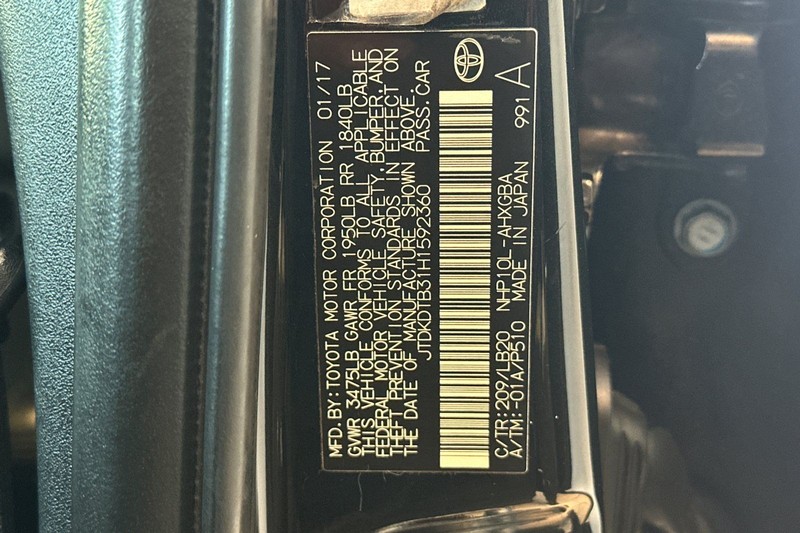 MFD. BY: TOYOTA MOTOR CORPORATION 01/17
GVWR 3475LB GAWR FR 1950LB RR 1840LB
THIS VEHICLE CONFORMS TO ALL APPLICABLE
FEDERAL MOTOR VEHICLE SAFETY, BUMPER, AND
THEFT PREVENTION STANDARDS IN EFFECT ON
THE DATE OF MANUFACTURE SHOWN ABOVE.
JTDKDTB31H1592360 PASS. CAR
C/TR: 209/LB20 NHP10L-AHXGBA 991 A
A/TM: -01A/P510 MADE IN JAPAN